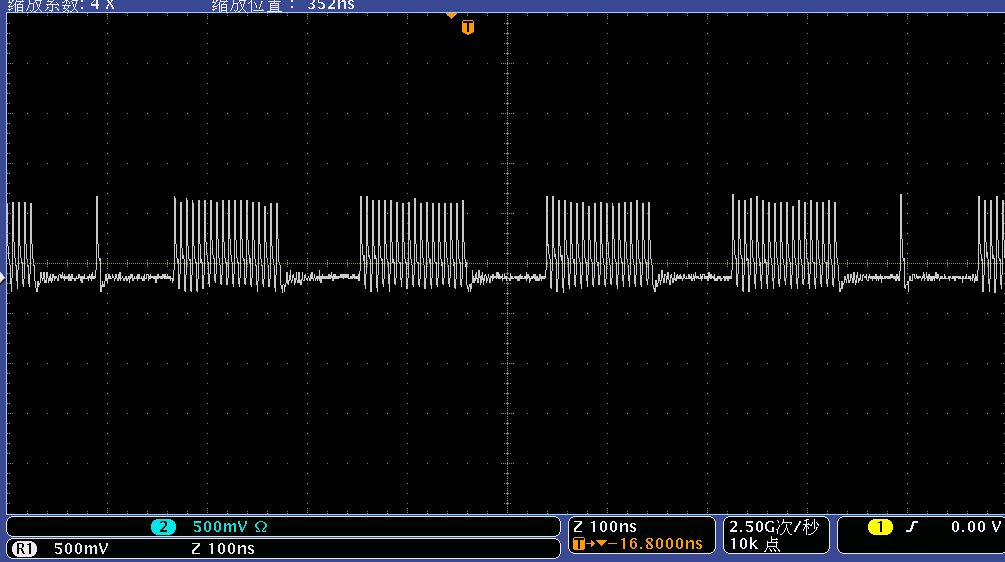 缩放系数: 4 X 缩放位置： 352ns
T
2 500mV Ω
R1 500mV Z 100ns
Z 100ns
T→▼−16.8000ns
2.50G次/秒
10k 点
1 0.00 V